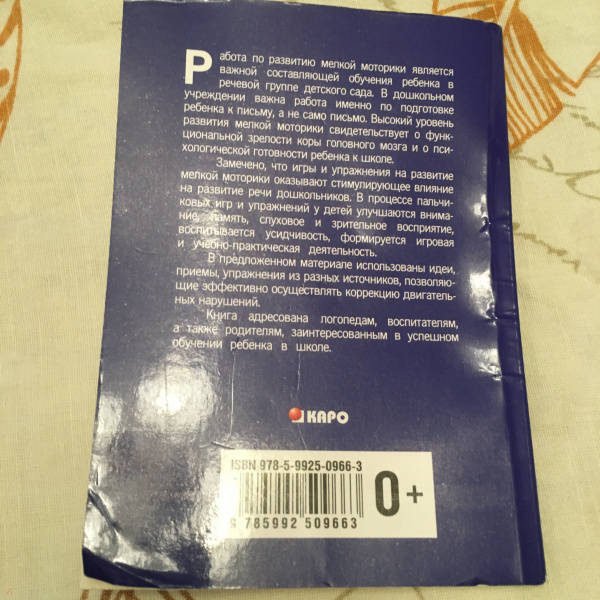 Работа по развитию мелкой моторики является
важной составляющей обучения ребенка в
речевой группе детского сада. В дошкольном
учреждении важна работа именно по подготовке
ребенка к письму, а не само письмо. Высокий уровень
развития мелкой моторики свидетельствует о функ-
циональной зрелости коры головного мозга и о пси-
хологической готовности ребенка к школе.
Замечено, что игры и упражнения на развитие
мелкой моторики оказывают стимулирующее влияние
на развитие речи дошкольников. В процессе пальчи-
ковых игр и упражнений у детей улучшаются внима-
ние, память, слуховое и зрительное восприятие,
воспитывается усидчивость, формируется игровая
и учебно-практическая деятельность.
В предложенном материале использованы идеи,
приемы, упражнения из разных источников, позволяю-
щие эффективно осуществлять коррекцию двигатель-
ных нарушений.
Книга адресована логопедам, воспитателям,
а также родителям, заинтересованным в успешном
обучении ребенка в школе.
КАРО
ISBN 978-5-9925-0966-3
9 785992 509663
0+